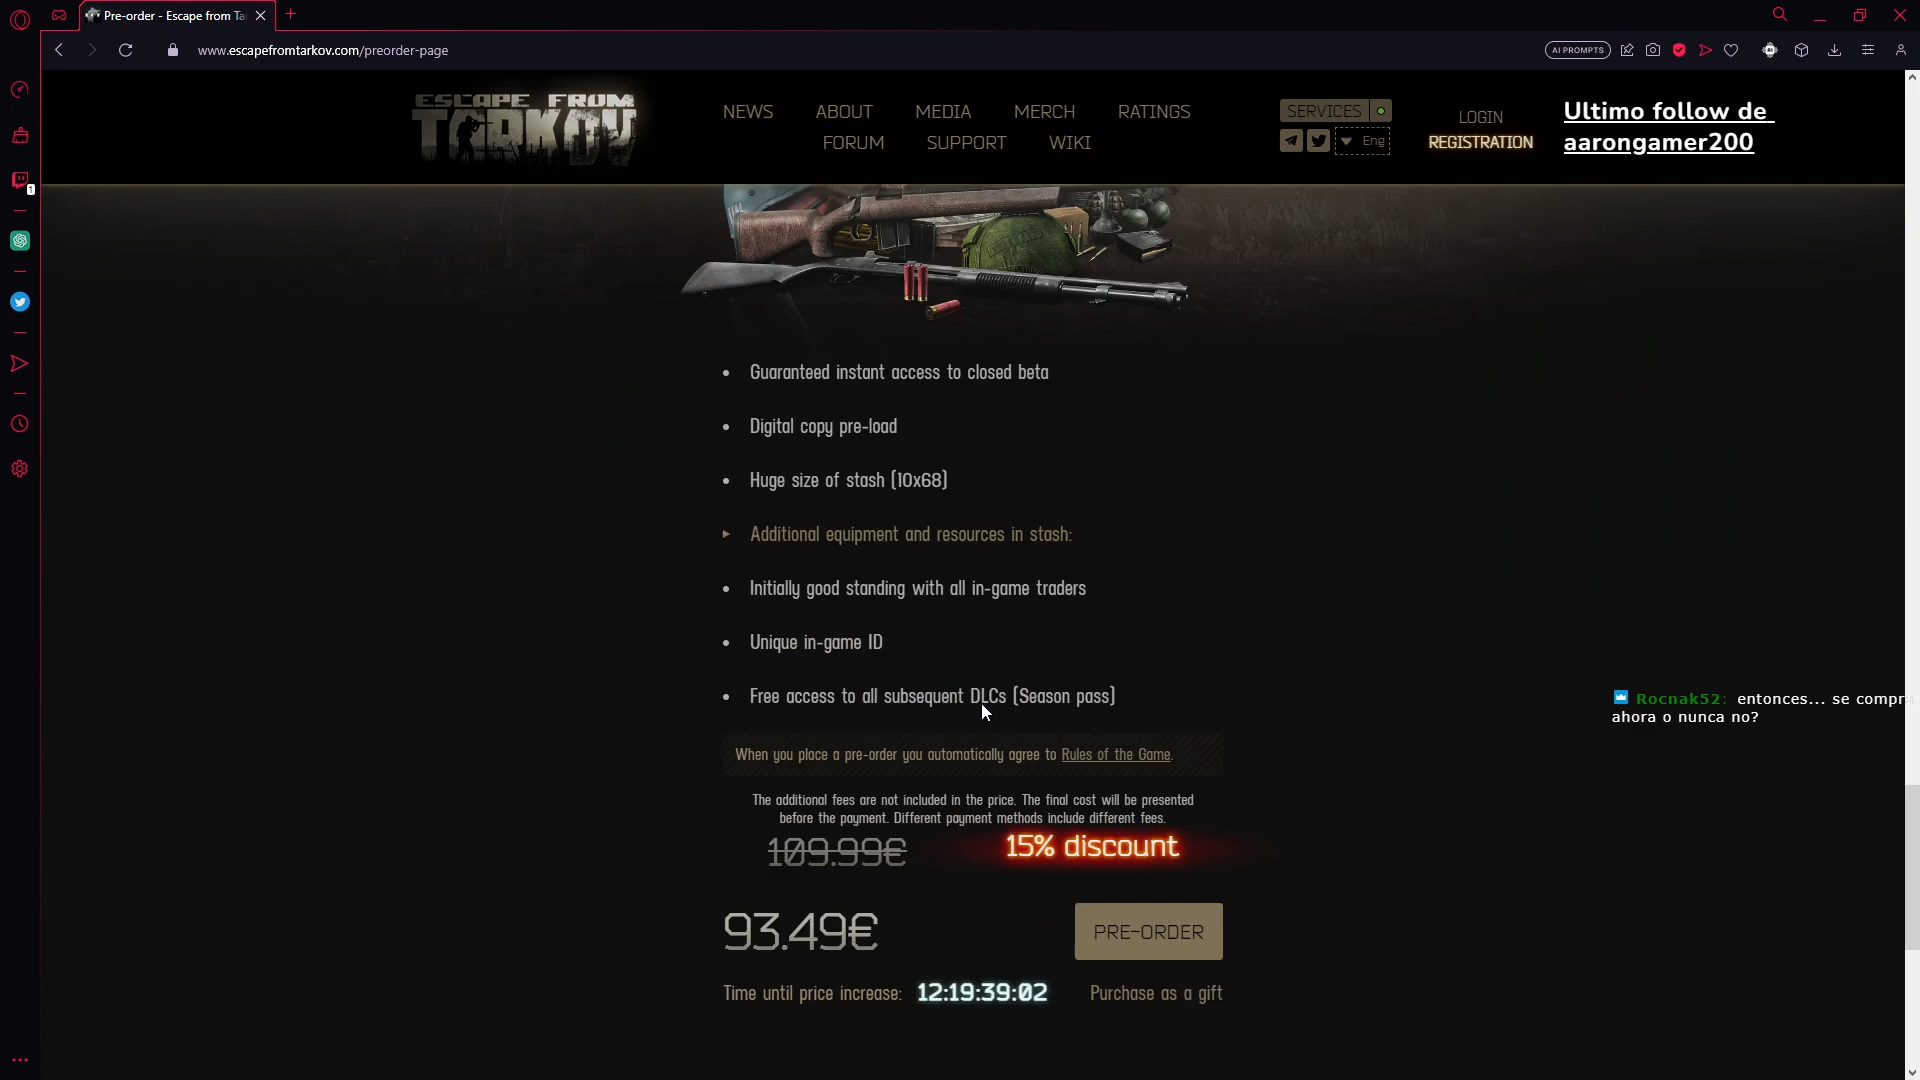 Pre-order - Escape from Ta
www.escapefromtarkov.com/preorder-page
AI PROMPTS
1
ESCAPE FROM
TARKOV
NEWS ABOUT MEDIA MERCH RATINGS
FORUM SUPPORT WIKI
SERVICES
Eng
LOGIN
REGISTRATION
Ultimo follow de
aarongamer200
• Guaranteed instant access to closed beta
• Digital copy pre-load
• Huge size of stash (10x68)
Additional equipment and resources in stash:
• Initially good standing with all in-game traders
• Unique in-game ID
• Free access to all subsequent DLCs (Season pass)
Rocnak52: entonces... se compr
ahora o nunca no?
When you place a pre-order you automatically agree to Rules of the Game.
The additional fees are not included in the price. The final cost will be presented
before the payment. Different payment methods include different fees.
109.99€ 15% discount
93.49€ PRE-ORDER
Time until price increase: 12:19:39:02 Purchase as a gift